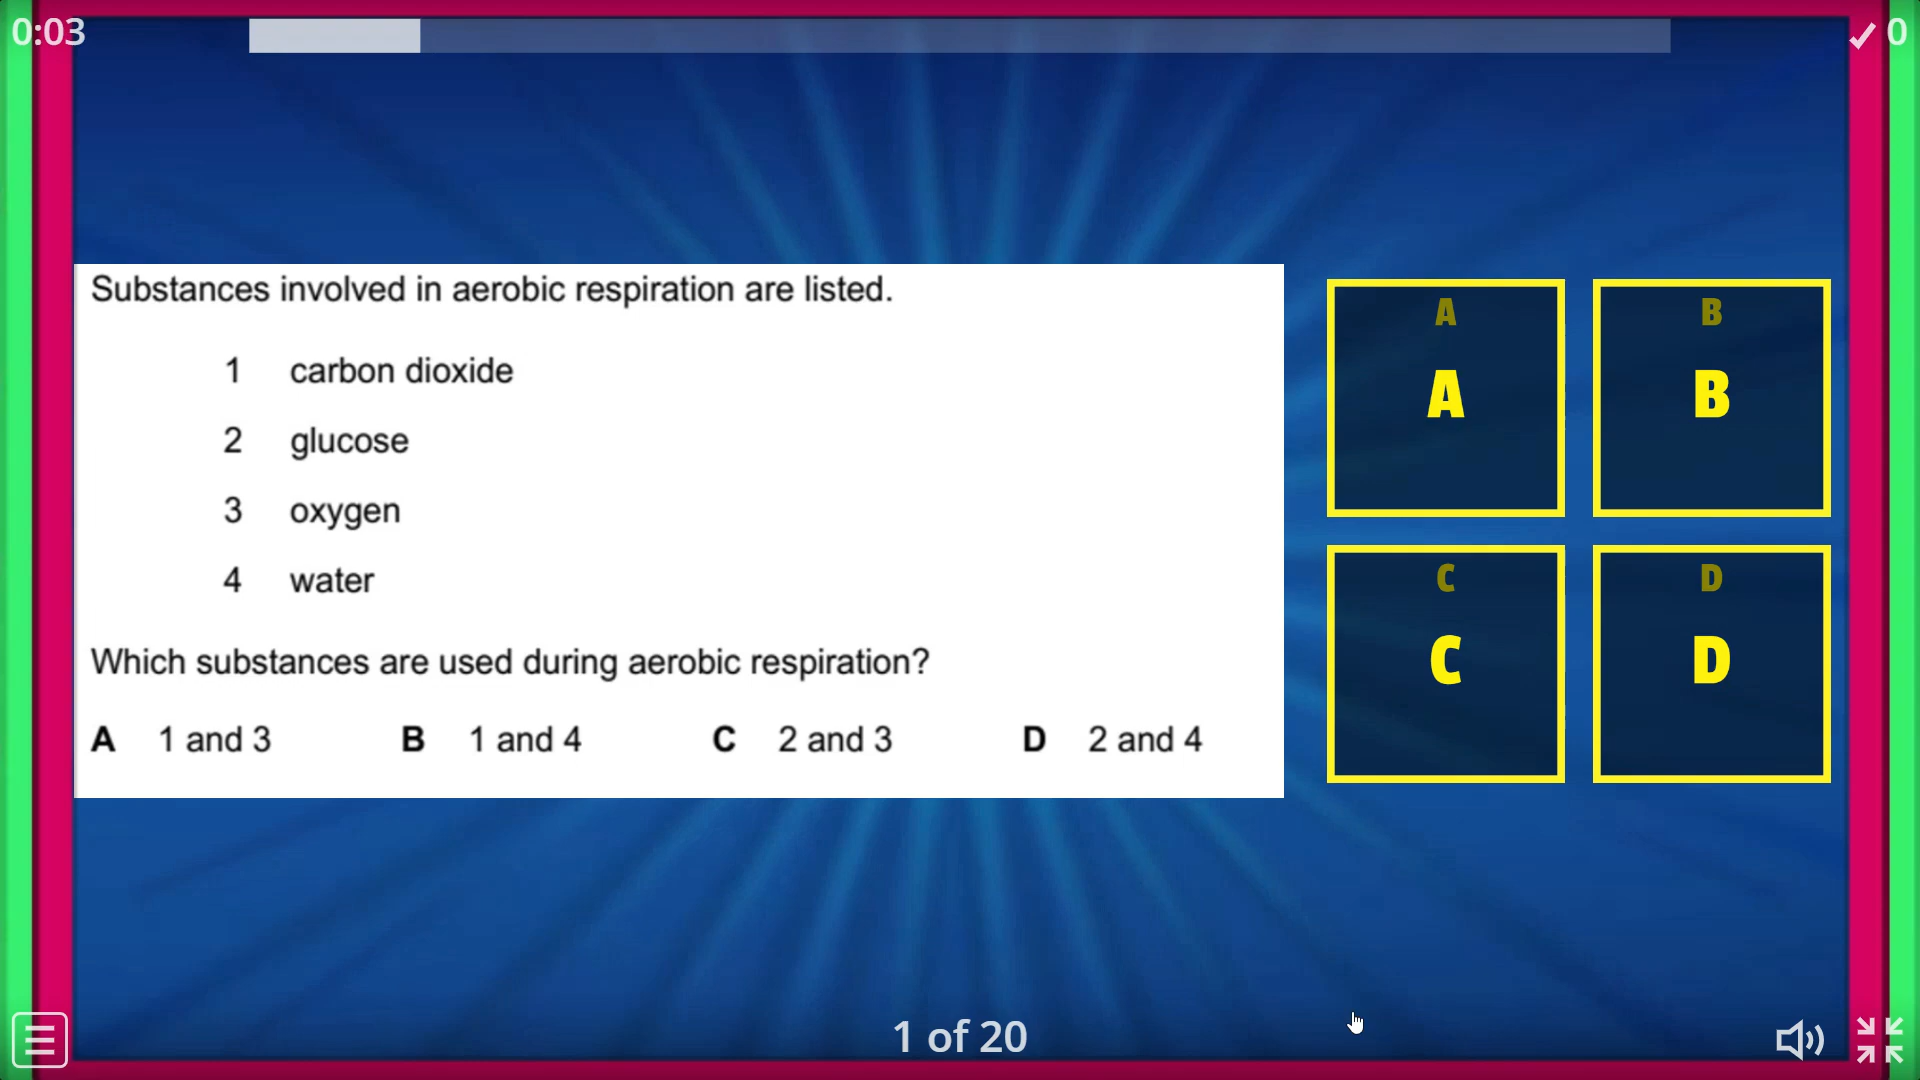 0:03
0
Substances involved in aerobic respiration are listed.
1 carbon dioxide
2 glucose
3 oxygen
4 water
Which substances are used during aerobic respiration?
A 1 and 3 B 1 and 4 C 2 and 3 D 2 and 4
A B
A B
C D
C D
1 of 20